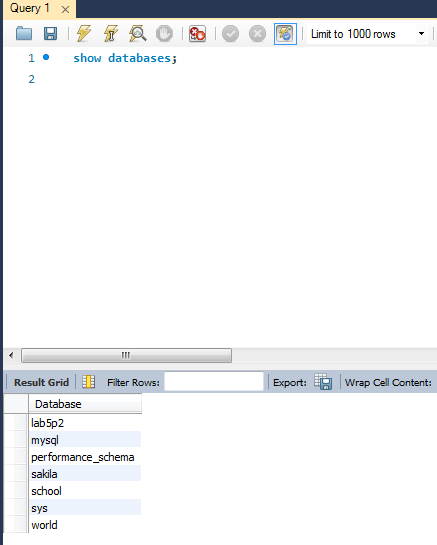 Query 1
Limit to 1000 rows
1 show databases;
2
Result Grid Filter Rows: Export: Wrap Cell Content:
Database
lab5p2
mysql
performance_schema
sakila
school
sys
world